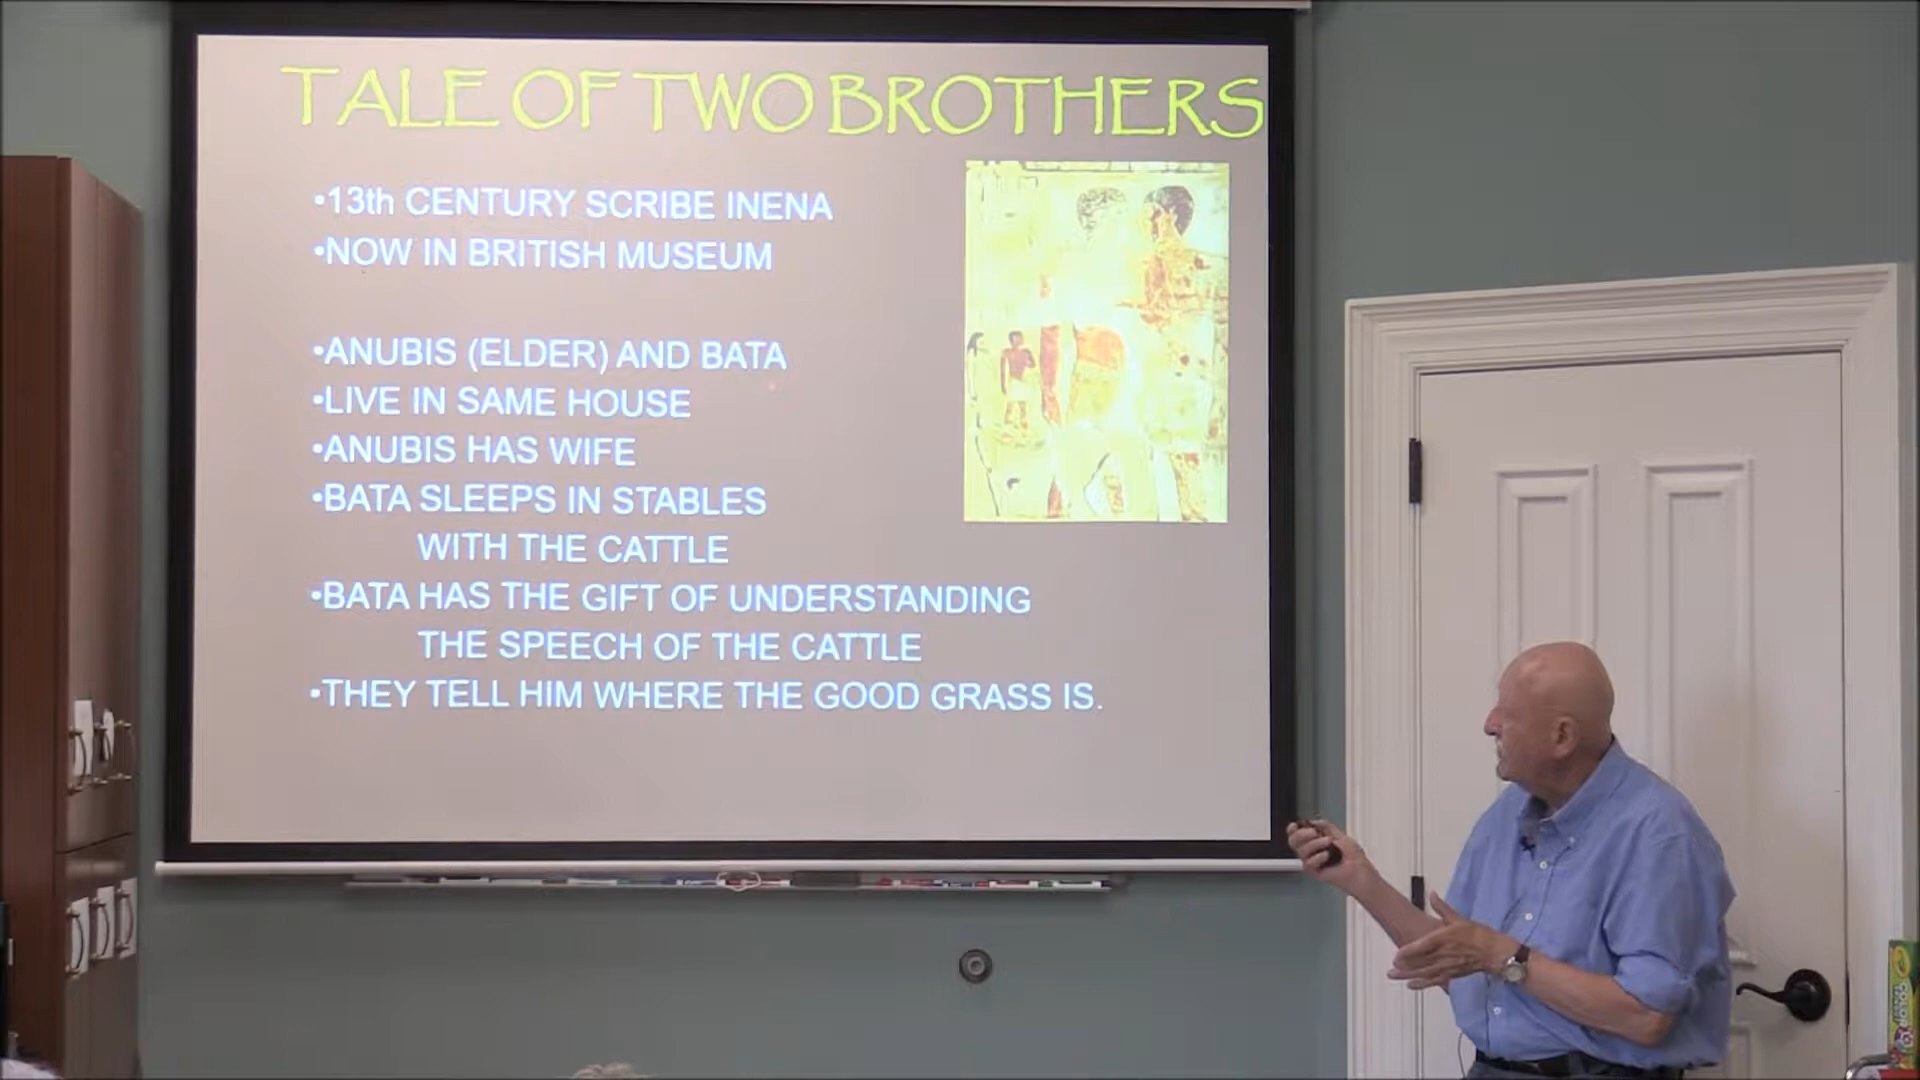 TALE OF TWO BROTHERS
•13th CENTURY SCRIBE INENA
•NOW IN BRITISH MUSEUM
•ANUBIS (ELDER) AND BATA
•LIVE IN SAME HOUSE
•ANUBIS HAS WIFE
•BATA SLEEPS IN STABLES
WITH THE CATTLE
•BATA HAS THE GIFT OF UNDERSTANDING
THE SPEECH OF THE CATTLE
•THEY TELL HIM WHERE THE GOOD GRASS IS.